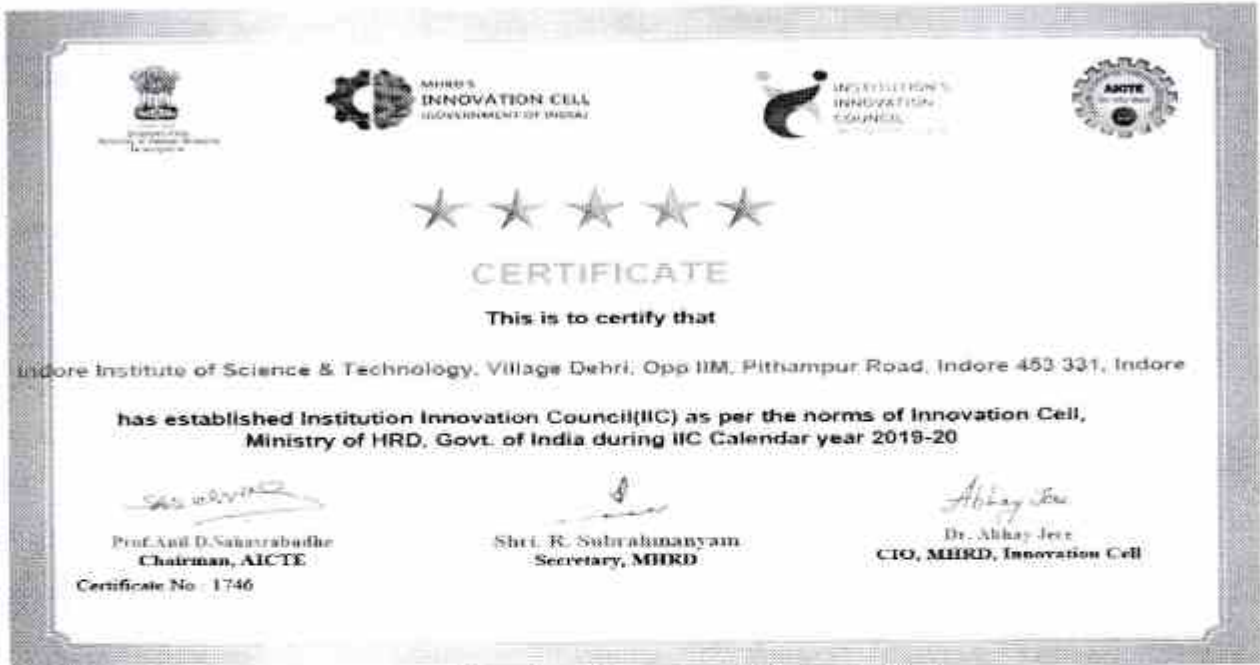 MHRD'S
INNOVATION CELL
(GOVERNMENT OF INDIA)
INSTITUTION'S
INNOVATION
COUNCIL
AICTE
CERTIFICATE
This is to certify that
Indore Institute of Science & Technology, Village Dehri, Opp IIM, Pithampur Road, Indore 453 331, Indore
has established Institution Innovation Council(IIC) as per the norms of Innovation Cell,
Ministry of HRD, Govt. of India during IIC Calendar year 2019-20
Abhay Jere
Prof.Anil D.Sahasrabudhe
Chairman, AICTE
Shri. R. Subrahmanyam
Secretary, MHRD
Dr. Abhay Jere
CIO, MHRD, Innovation Cell
Certificate No : 1746